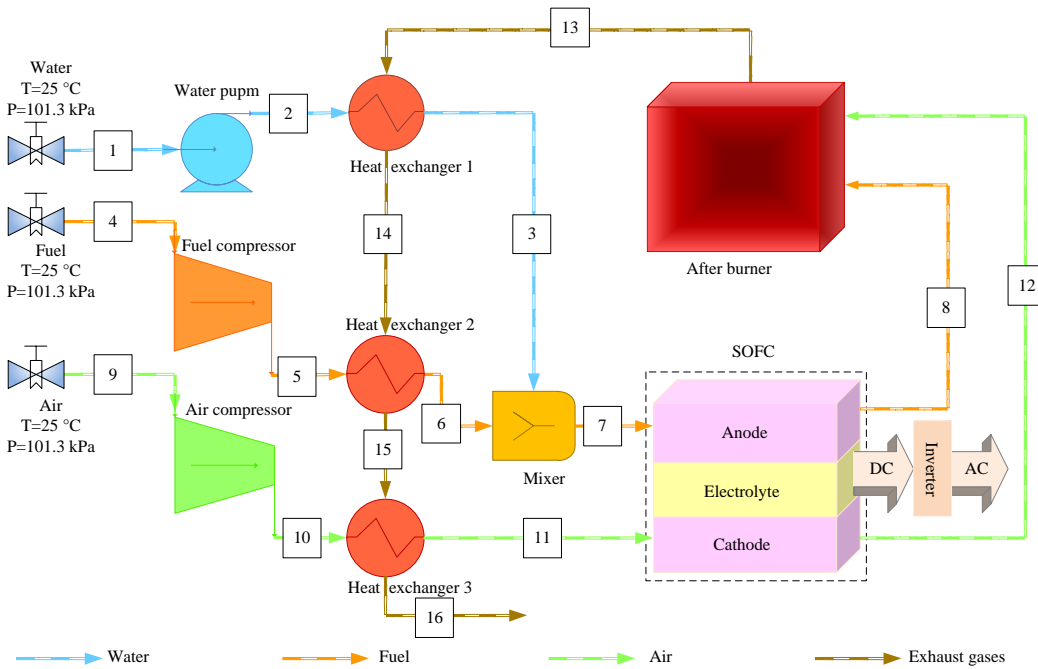 13
Water
T=25 °C
P=101.3 kPa
Water pupm
2
1
Heat exchanger 1
4
Fuel
T=25 °C
P=101.3 kPa
Fuel compressor
14
3
After burner
12
8
Heat exchanger 2
SOFC
9
5
Air
T=25 °C
P=101.3 kPa
Air compressor
6
7
15
Mixer
Anode
Electrolyte
Cathode
DC
Inverter
AC
10
11
Heat exchanger 3
16
Water
Fuel
Air
Exhaust gases